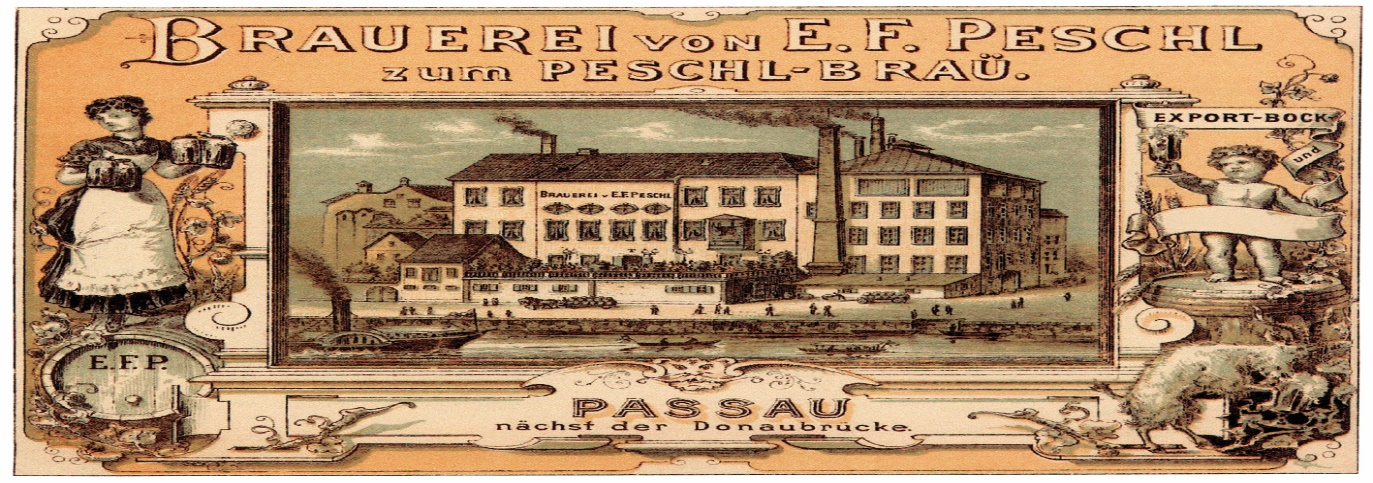 BRAUEREI VON E. F. PESCHL
zum PESCHL-BRAÜ.
EXPORT-BOCK
und
BRAUEREI v. E.F. PESCHL
E.F.P.
PASSAU
nächst der Donaubrücke.